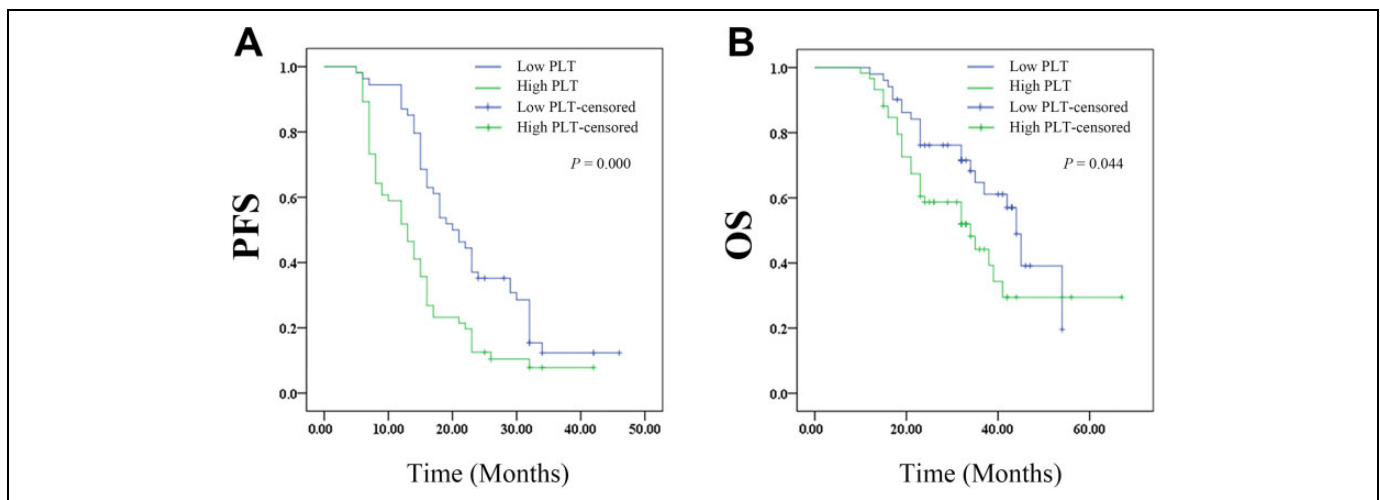 A
PFS
1.0
0.8
0.6
0.4
0.2
0.0
Low PLT
High PLT
Low PLT-censored
High PLT-censored
P = 0.000
0.00 10.00 20.00 30.00 40.00 50.00
Time (Months)
B
OS
1.0
0.8
0.6
0.4
0.2
0.0
Low PLT
High PLT
Low PLT-censored
High PLT-censored
P = 0.044
0.00 20.00 40.00 60.00
Time (Months)